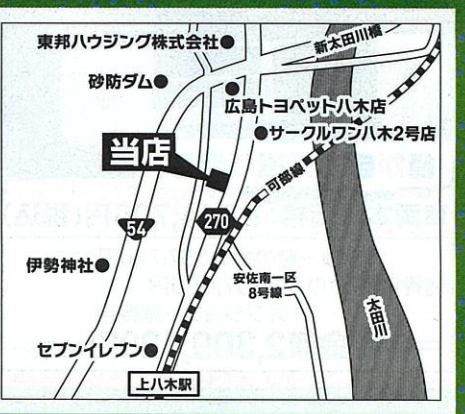 東邦ハウジング株式会社
新太田川橋
砂防ダム
広島トヨペット八木店
サークルワン八木2号店
当店
可部線
54
270
伊勢神社
安佐南一区
8号線
太田川
セブンイレブン
上八木駅